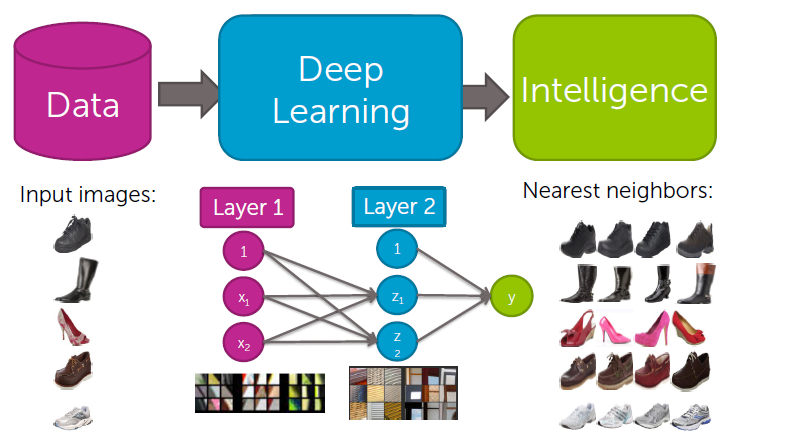 Data
Deep
Learning
Intelligence
Input images:
Layer 1
Layer 2
Nearest neighbors:
1
1
x1
z1
y
x2
z
2